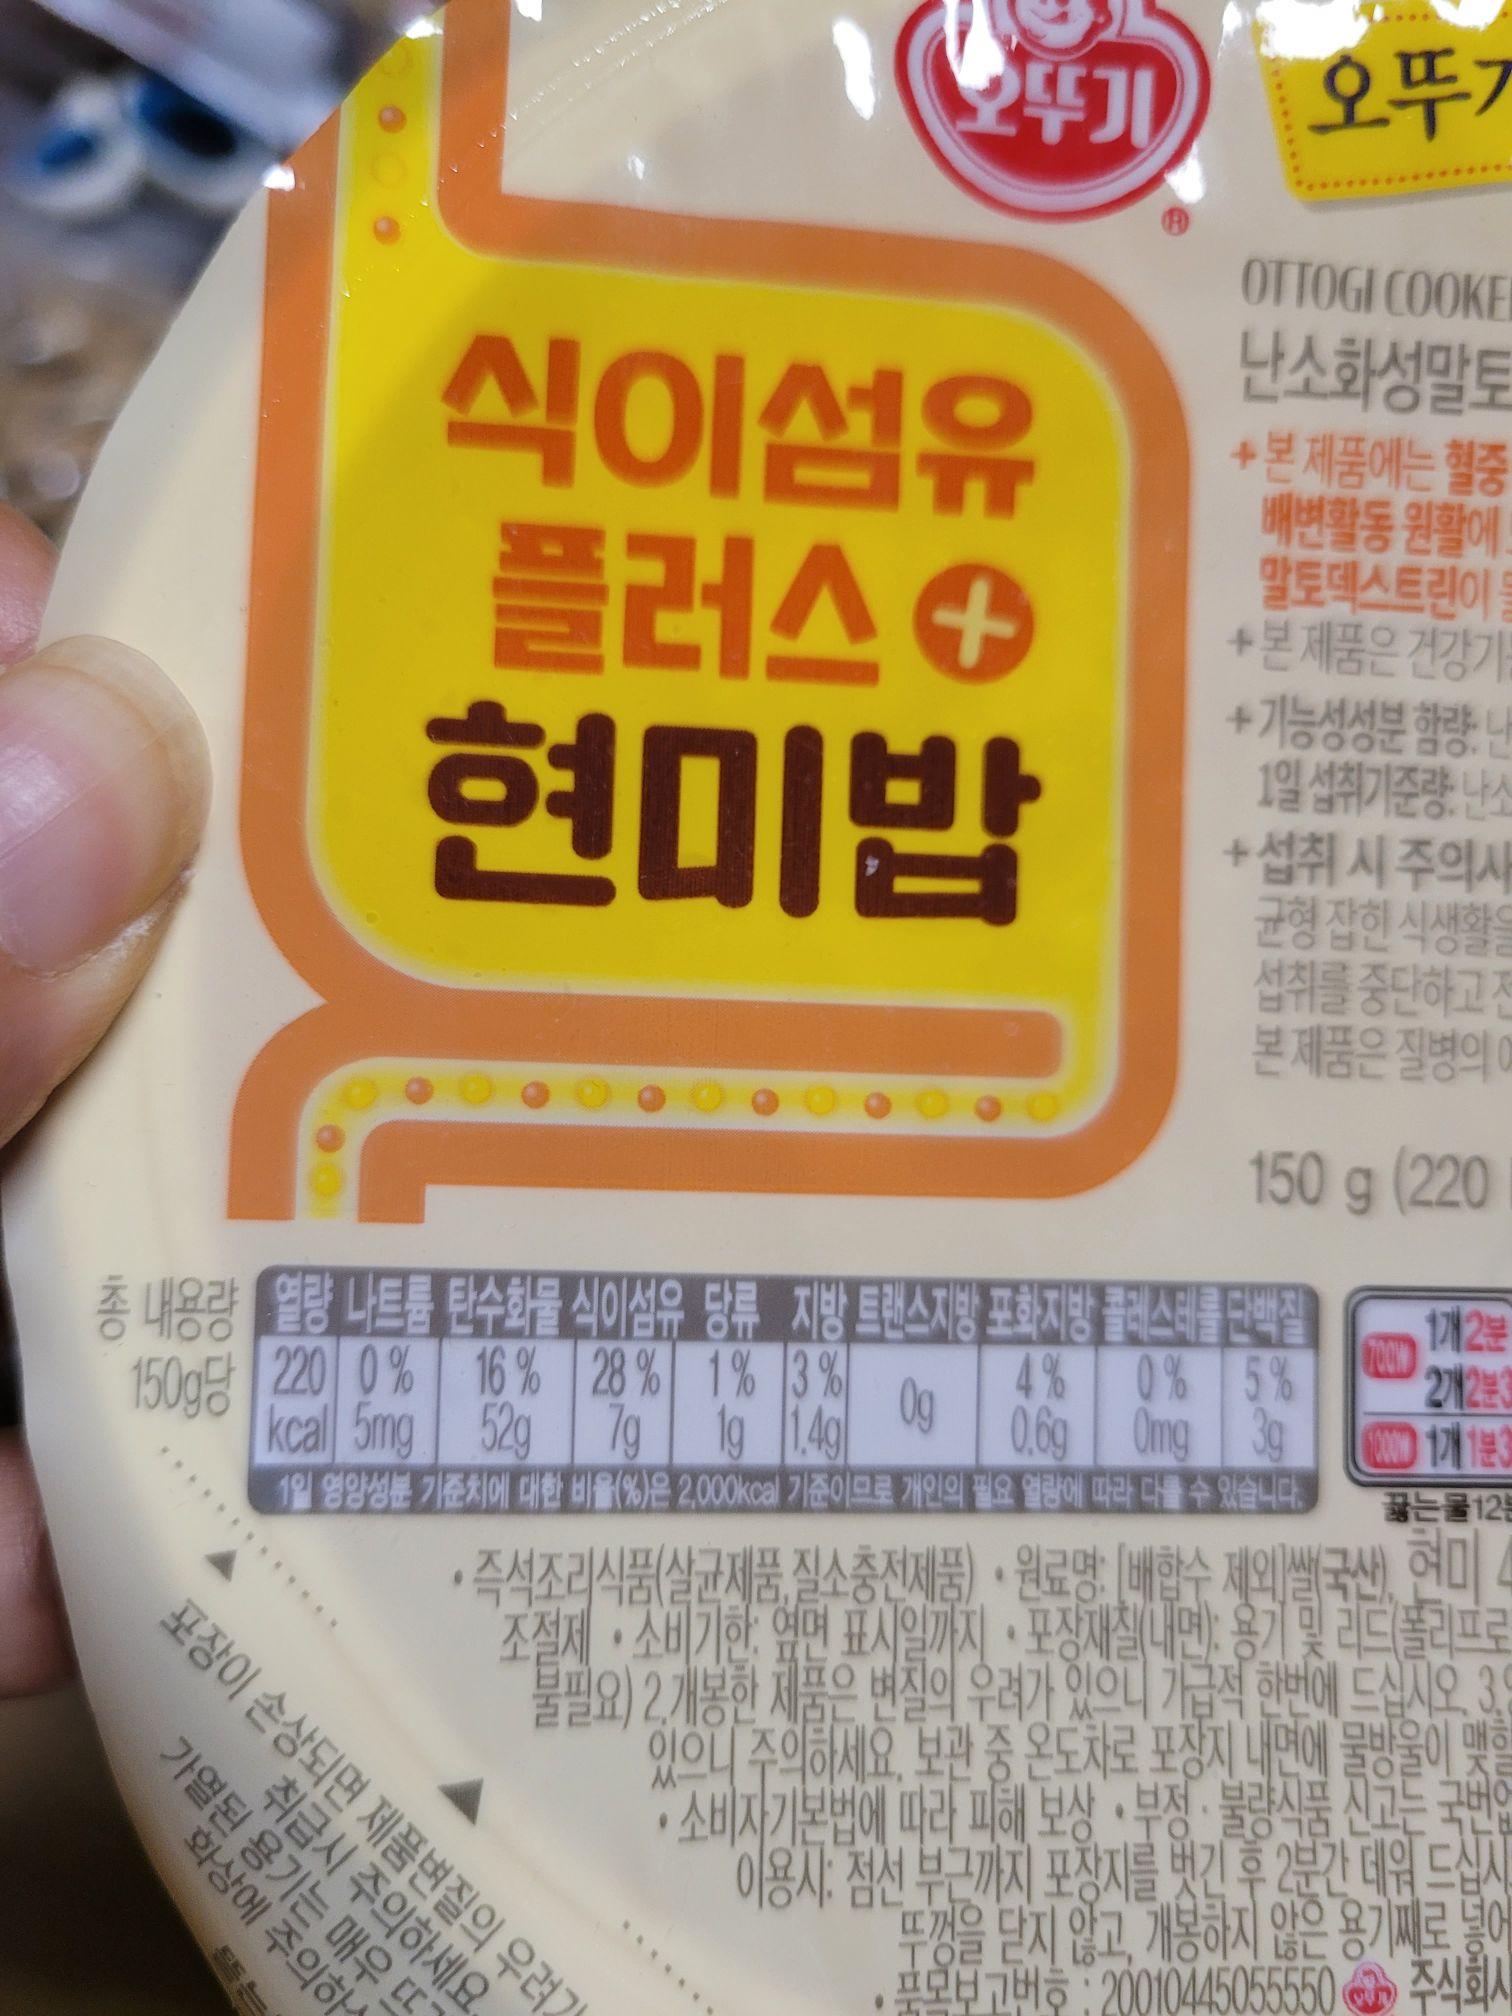 오뚜기
오뚜기
OTTOGI COOKE
난소화성말토
식이섬유
플러스+
현미밥
+본 제품에는 혈중
배변활동 원활에
말토덱스트린이
+본 제품은 건강기
+기능성성분 함량:
1일 섭취기준량: 난소
+섭취 시 주의사
균형 잡힌 식생활을
섭취를 중단하고 전
본 제품은 질병의 예
150 g (220
총 내용량 150g당
열량 나트륨 탄수화물 식이섬유 당류 지방 트랜스지방 포화지방 콜레스테롤 단백질
220 0 % 16 % 28 % 1 % 3 % 0g 4 % 0 % 5 %
kcal 5mg 52g 7g 1g 1.4g 0.6g 0mg 3g
1일 영양성분 기준치에 대한 비율(%)은 2,000kcal 기준이므로 개인의 필요 열량에 따라 다를 수 있습니다.
700W 1개 2분
2개 2분3
1000W 1개 1분3
끓는물12분
•즉석조리식품(살균제품,질소충전제품) •원료명: [배합수 제외]쌀(국산), 현미 4
조절제 •소비기한: 옆면 표시일까지 •포장재질(내면): 용기 및 리드(폴리프로
불필요) 2.개봉한 제품은 변질의 우려가 있으니 가급적 한번에 드십시오. 3.
있으니 주의하세요. 보관 중 온도차로 포장지 내면에 물방울이 맺힐
•소비자기본법에 따라 피해 보상 •부정·불량식품 신고는 국번없
이용시: 점선 부근까지 포장지를 벗긴 후 2분간 데워 드십시
뚜껑을 닫지 않고, 개봉하지 않은 용기째로 넣어
•품목보고번호 : 20010445055550 주식회사
포장이 손상되면 제품변질의 우려가
취급시 주의하세요.
가열된 용기는 매우 뜨거
화상에 주의하